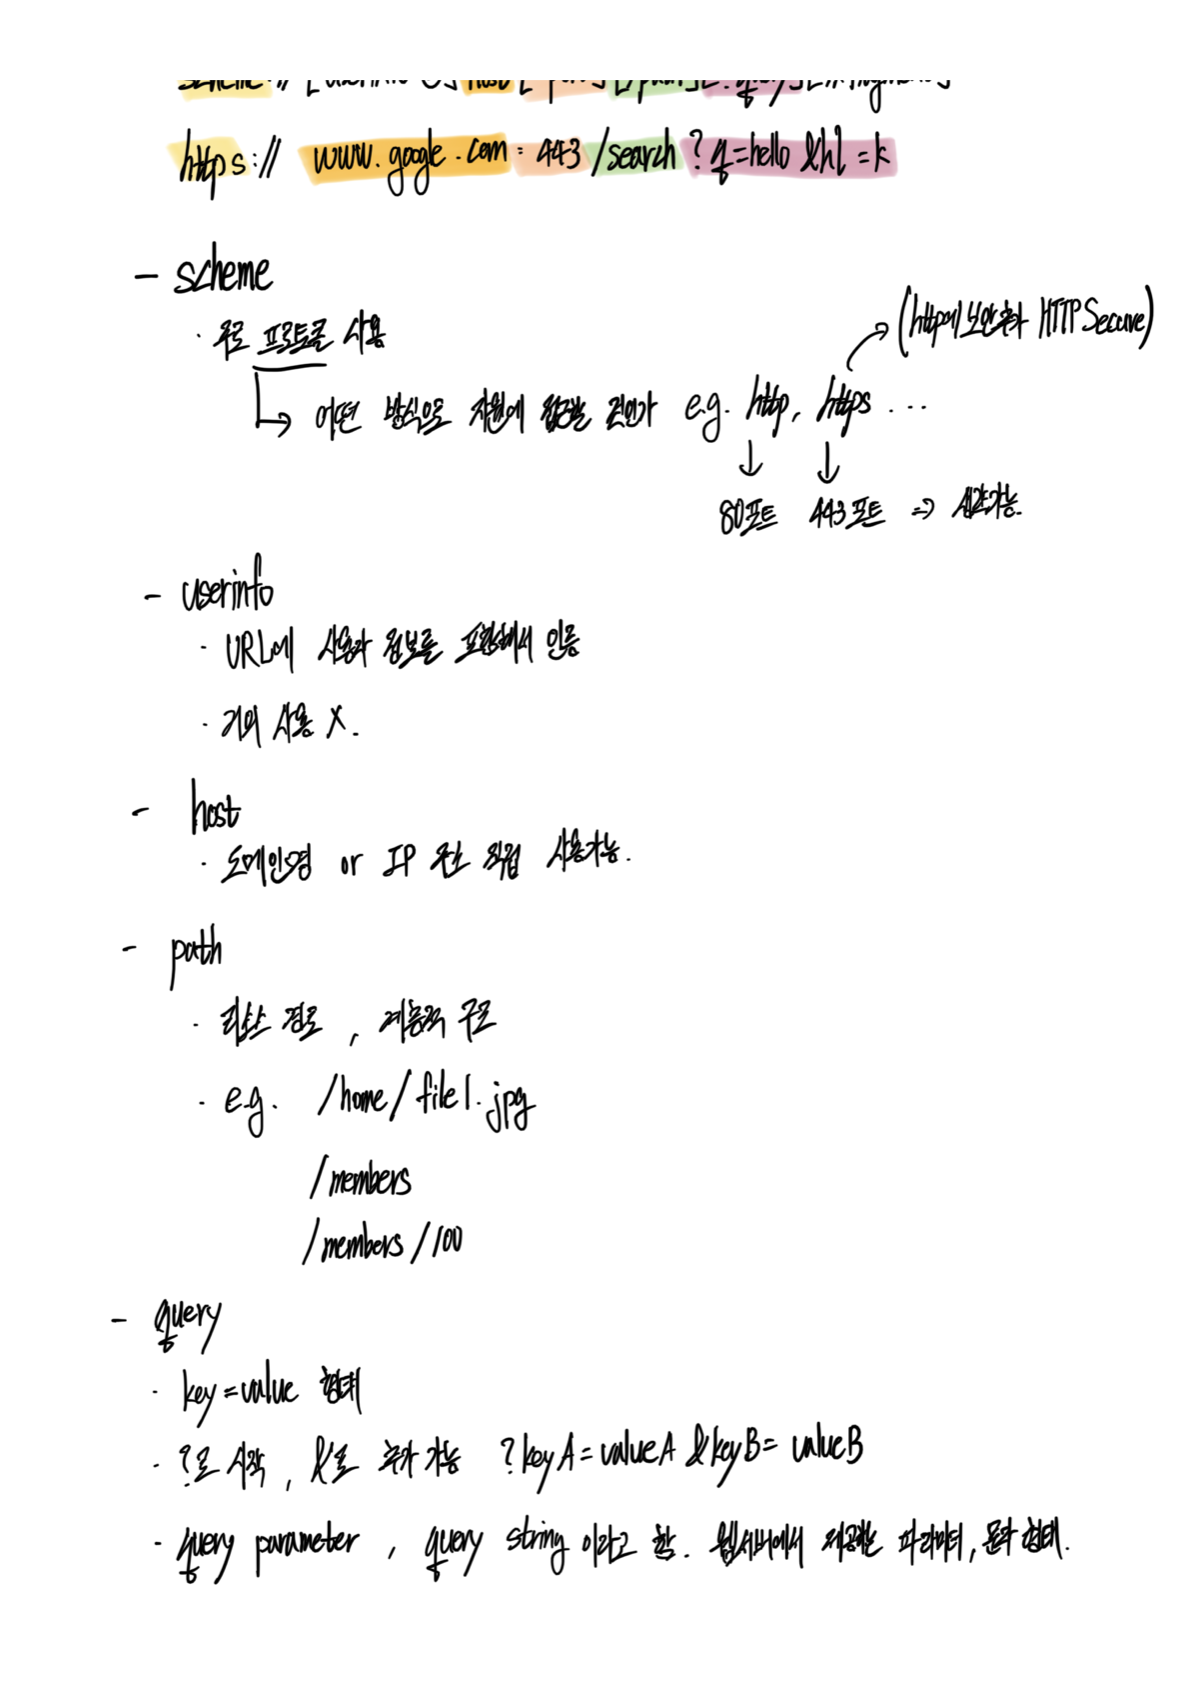 scheme://[userinfo@]host[:port][/path][?query][#fragment]
https://www.google.com:443/search?q=hello&hl=k
- scheme
· 주로 프로토콜 사용
(http에 보안 추가 HTTP Secure)
↳ 어떤 방식으로 자원에 접근할 것인가 e.g. http, https ...
↓ ↓
80포트 443포트 => 생략가능.
- userinfo
· URL에 사용자 정보를 포함해서 인증
· 거의 사용 X.
- host
· 도메인명 or IP 주소 직접 사용가능.
- path
· 리소스 경로, 계층적 구조
· e.g. /home/file1.jpg
/members
/members/100
- query
· key=value 형태
· ?로 시작, &로 추가 가능 ?keyA=valueA &keyB=valueB
· query parameter, query string 이라고 함. 웹서버에서 제공하는 파라미터, 문자 형태.